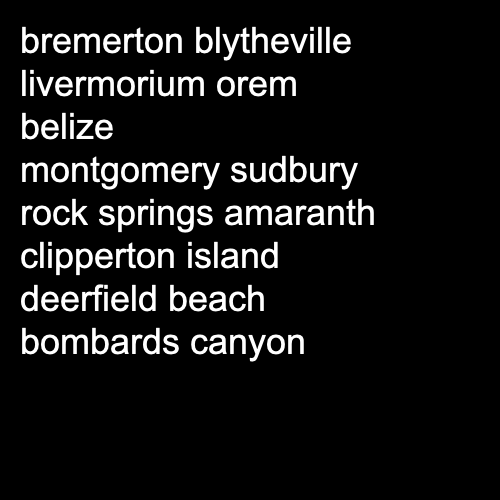 bremerton blytheville
livermorium orem
belize
montgomery sudbury
rock springs amaranth
clipperton island
deerfield beach
bombards canyon